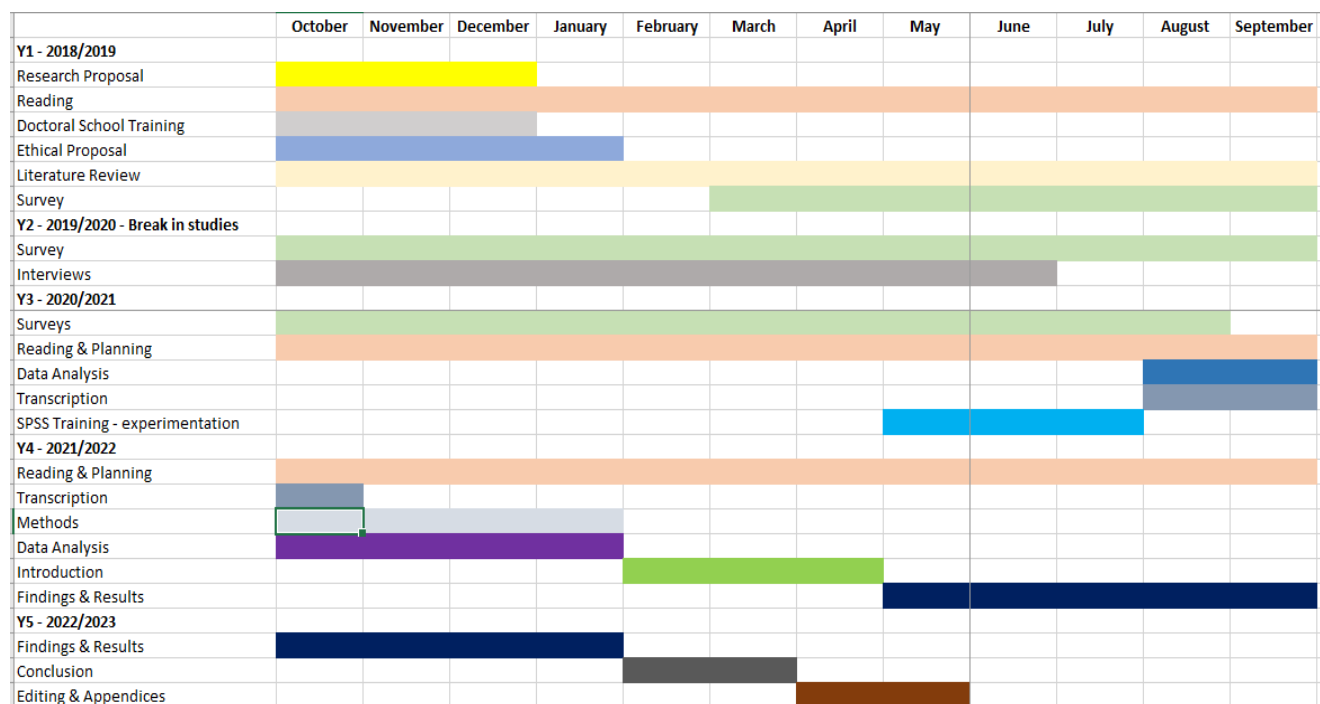 October November December January February March April May June July August September
Y1 - 2018/2019
Research Proposal
Reading
Doctoral School Training
Ethical Proposal
Literature Review
Survey
Y2 - 2019/2020 - Break in studies
Survey
Interviews
Y3 - 2020/2021
Surveys
Reading & Planning
Data Analysis
Transcription
SPSS Training - experimentation
Y4 - 2021/2022
Reading & Planning
Transcription
Methods
Data Analysis
Introduction
Findings & Results
Y5 - 2022/2023
Findings & Results
Conclusion
Editing & Appendices